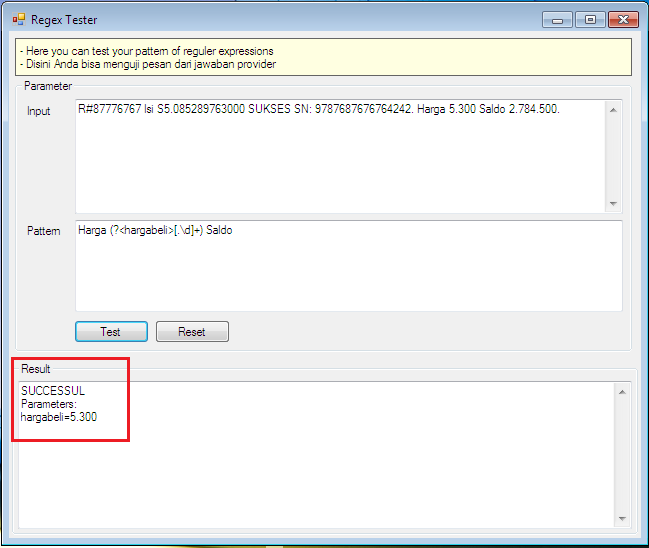 Regex Tester
- Here you can test your pattern of reguler expressions
- Disini Anda bisa menguji pesan dari jawaban provider
Parameter
Input
R#87776767 Isi S5.085289763000 SUKSES SN: 9787687676764242. Harga 5.300 Saldo 2.784.500.
Pattern
Harga (?<hargabeli>[.\d]+) Saldo
Test
Reset
Result
SUCCESSUL
Parameters:
hargabeli=5.300